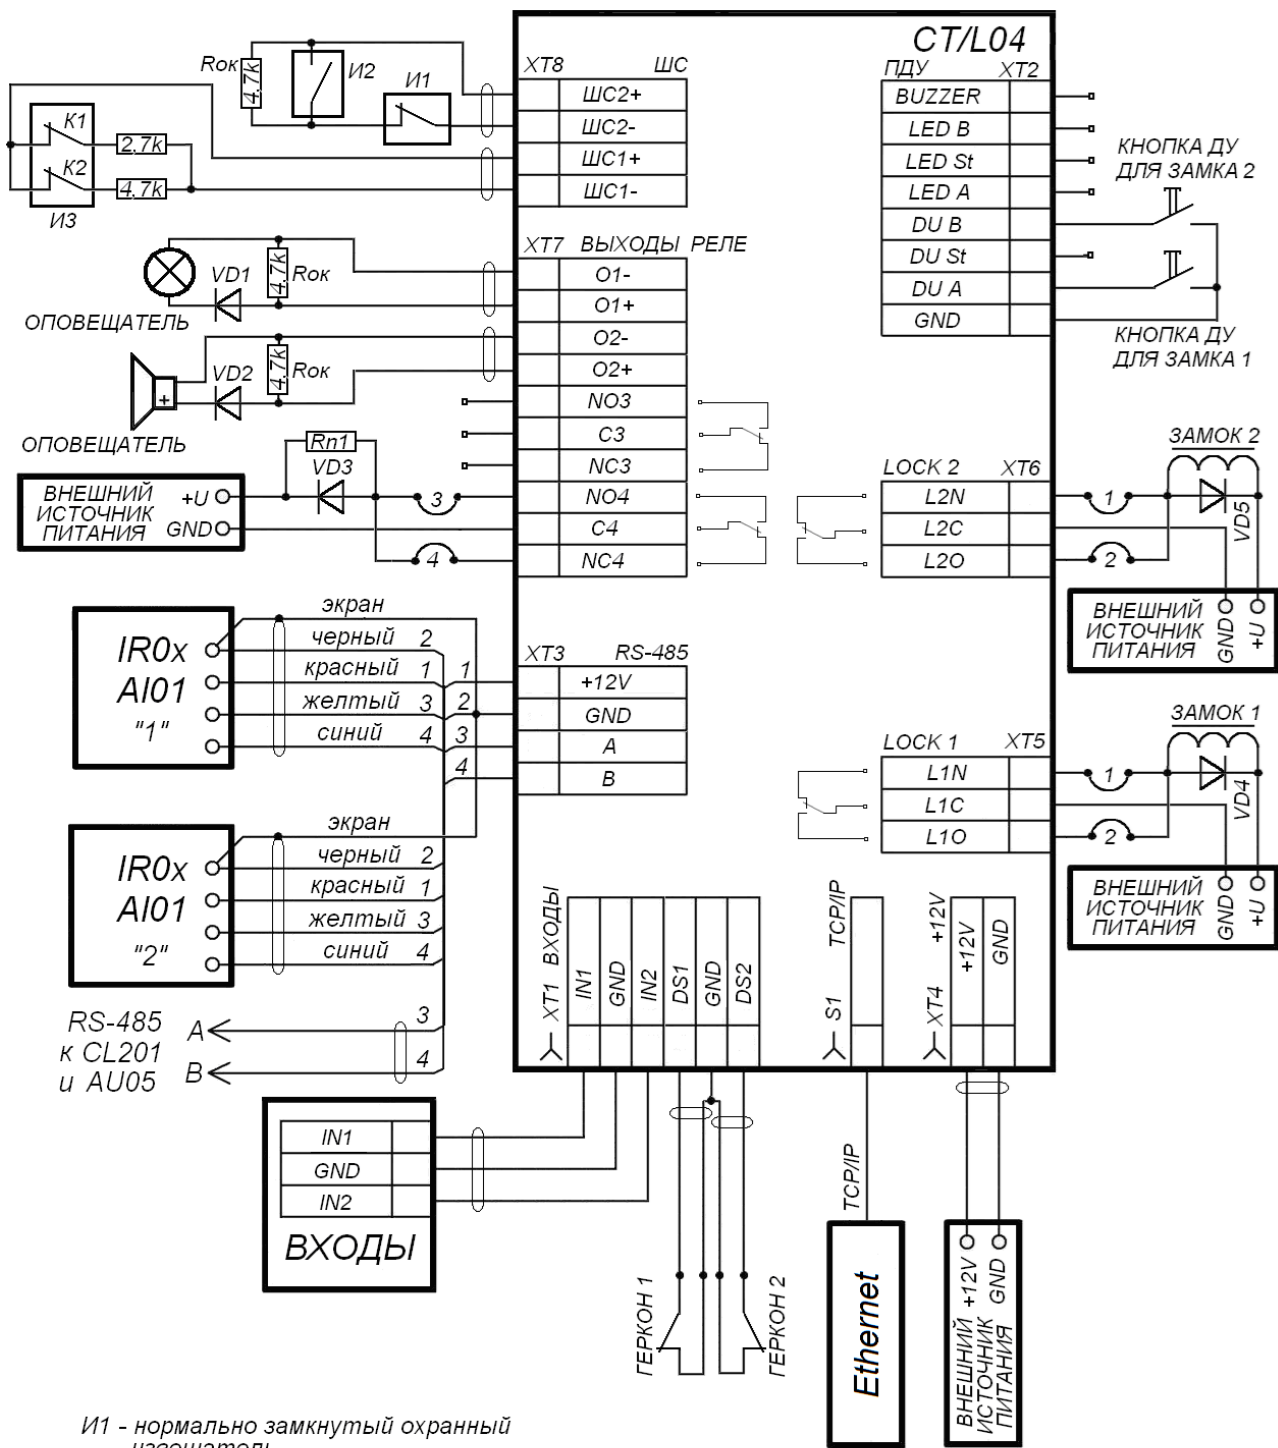 CT/L04
XT8 ШС
ШС2+
ШС2-
ШС1+
ШС1-
Rок
4.7k
И2
И1
К1
2.7k
К2
4.7k
И3
ПДУ XT2
BUZZER
LED B
LED St
LED A
DU B
DU St
DU A
GND
КНОПКА ДУ
ДЛЯ ЗАМКА 2
КНОПКА ДУ
ДЛЯ ЗАМКА 1
XT7 ВЫХОДЫ РЕЛЕ
O1-
O1+
O2-
O2+
NO3
C3
NC3
NO4
C4
NC4
VD1
4.7k
Rок
ОПОВЕЩАТЕЛЬ
+
VD2
4.7k
Rок
ОПОВЕЩАТЕЛЬ
Rn1
VD3
3
4
ВНЕШНИЙ
ИСТОЧНИК
ПИТАНИЯ
+U
GND
LOCK 2 XT6
L2N
L2C
L2O
1
2
ЗАМОК 2
VD5
ВНЕШНИЙ
ИСТОЧНИК
ПИТАНИЯ
GND
+U
XT3 RS-485
+12V
GND
A
B
1
2
3
4
IR0x
AI01
"1"
экран
черный 2
красный 1
желтый 3
синий 4
LOCK 1 XT5
L1N
L1C
L1O
1
2
ЗАМОК 1
VD4
ВНЕШНИЙ
ИСТОЧНИК
ПИТАНИЯ
GND
+U
IR0x
AI01
"2"
экран
черный 2
красный 1
желтый 3
синий 4
RS-485
к CL201
и AU05
A
B
3
4
XT1 ВХОДЫ
IN1
GND
IN2
DS1
GND
DS2
S1 TCP/IP
XT4 +12V
+12V
GND
IN1
GND
IN2
ВХОДЫ
ГЕРКОН 1
ГЕРКОН 2
TCP/IP
Ethernet
+12V
GND
ВНЕШНИЙ
ИСТОЧНИК
ПИТАНИЯ
И1 - нормально замкнутый охранный